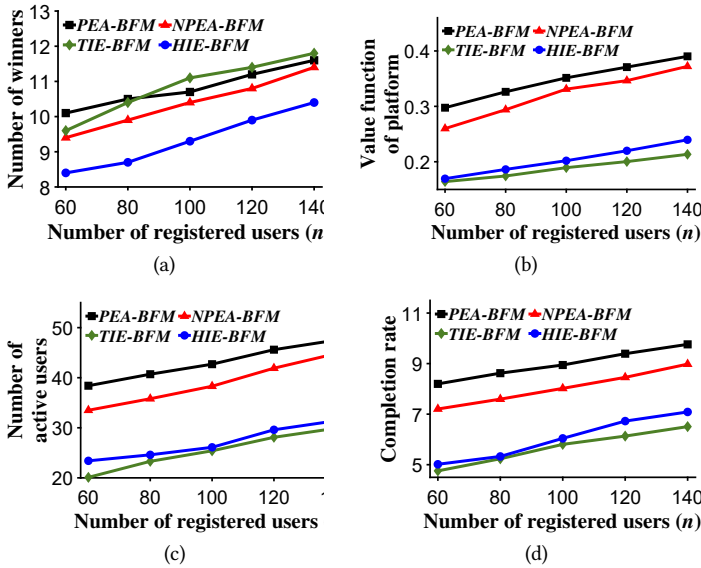 13
12
11
10
9
8
Number of winners
PEA-BFM NPEA-BFM
TIE-BFM HIE-BFM
60 80 100 120 140
Number of registered users (n
(a)
0.4
0.3
0.2
Value function
of platform
PEA-BFM NPEA-BFM
TIE-BFM HIE-BFM
60 80 100 120 140
Number of registered users (n)
(b)
50
40
30
20
Number of
active users
PEA-BFM NPEA-BFM
TIE-BFM HIE-BFM
60 80 100 120 1
Number of registered users
(c)
11
9
7
5
Completion rate
PEA-BFM NPEA-BFM
TIE-BFM HIE-BFM
60 80 100 120 140
Number of registered users (n)
(d)